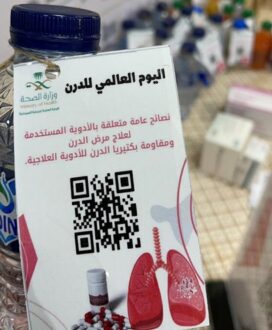 اليوم العالمي للدرن
وزارة الصحة
Ministry of Health
نصائح عامة متعلقة بالأدوية المستخدمة
لعلاج مرض الدرن
ومقاومة بكتيريا الدرن للأدوية العلاجية.